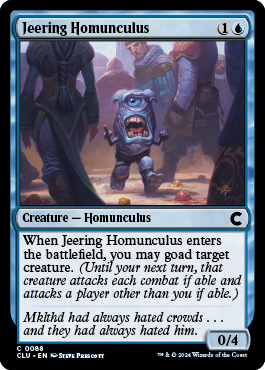 Jeering Homunculus 1
Creature — Homunculus
When Jeering Homunculus enters
the battlefield, you may goad target
creature. (Until your next turn, that
creature attacks each combat if able and
attacks a player other than you if able.)
Mklthd had always hated crowds . . .
and they had always hated him.
0/4
C 0088
CLU • EN Steve Prescott
™ & © 2024 Wizards of the Coast